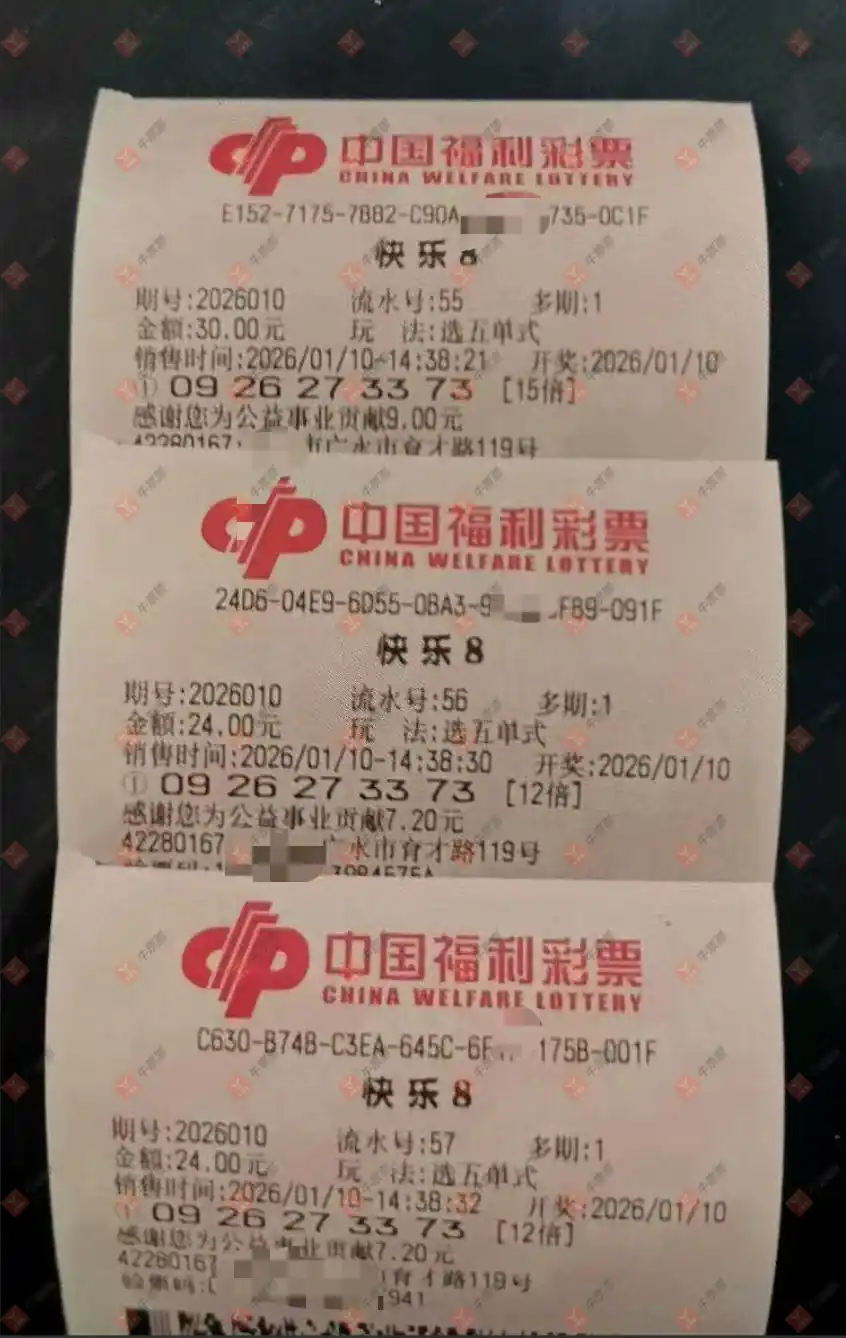 中国福利彩票
CHINA WELFARE LOTTERY
E152-7175-7BB2-C90A 735-0C1F
快乐8
期号:2026010 流水号:55 多期:1
金额:30.00元 玩 法:选五单式
销售时间:2026/01/10-14:38:21 开奖:2026/01/10
① 09 26 27 33 73 [15倍]
感谢您为公益事业贡献9.00元
42280167 市广水市育才路119号
中国福利彩票
CHINA WELFARE LOTTERY
24D6-04E9-6D55-0BA3-9 FB9-091F
快乐8
期号:2026010 流水号:56 多期:1
金额:24.00元 玩 法:选五单式
销售时间:2026/01/10-14:38:30 开奖:2026/01/10
① 09 26 27 33 73 [12倍]
感谢您为公益事业贡献7.20元
42280167 广水市育才路119号
中国福利彩票
CHINA WELFARE LOTTERY
C630-B74B-C3EA-645C-6F 175B-001F
快乐8
期号:2026010 流水号:57 多期:1
金额:24.00元 玩 法:选五单式
销售时间:2026/01/10-14:38:32 开奖:2026/01/10
① 09 26 27 33 73 [12倍]
感谢您为公益事业贡献7.20元
42280167 育才路119号
验票码: 941